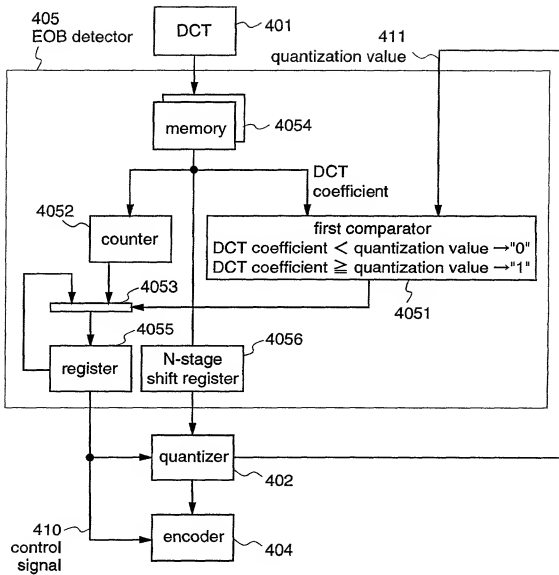 405
EOB detector
DCT
401
411
quantization value
memory
4054
DCT
coefficient
4052
counter
first comparator
DCT coefficient < quantization value →"0"
DCT coefficient ≧ quantization value →"1"
4053
4051
4055
4056
register
N-stage
shift register
quantizer
402
410
control
signal
encoder
404